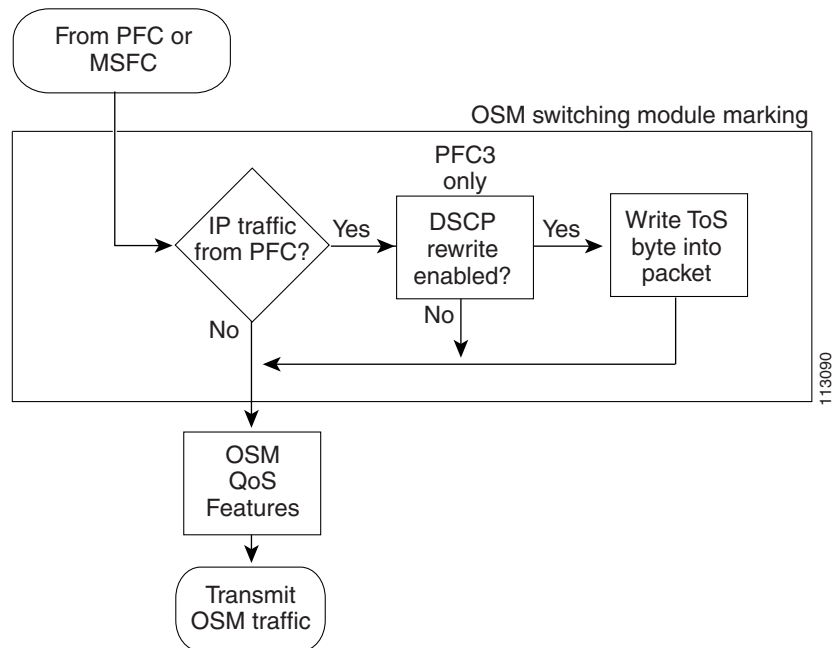 From PFC or
MSFC
OSM switching module marking
PFC3
only
IP traffic
from PFC?
Yes
DSCP
rewrite
enabled?
Yes
Write ToS
byte into
packet
No
No
113090
OSM
QoS
Features
Transmit
OSM traffic